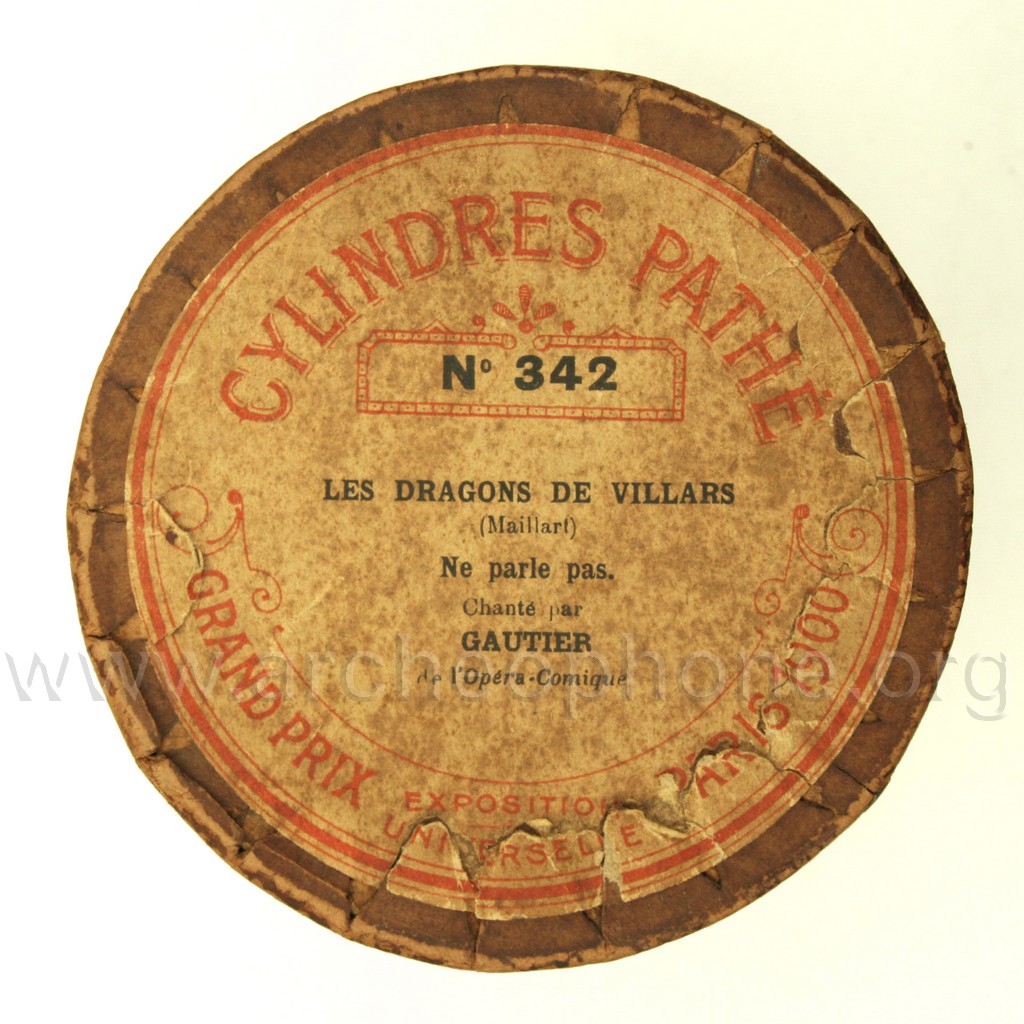 CYLINDRES PATHÉ
Nº 342
LES DRAGONS DE VILLARS
(Maillart)
Ne parle pas.
Chanté par
GAUTIER
de l'Opéra-Comique
GRAND PRIX
EXPOSITION
UNIVERSELLE
PARIS 1900
www.archeophone.org